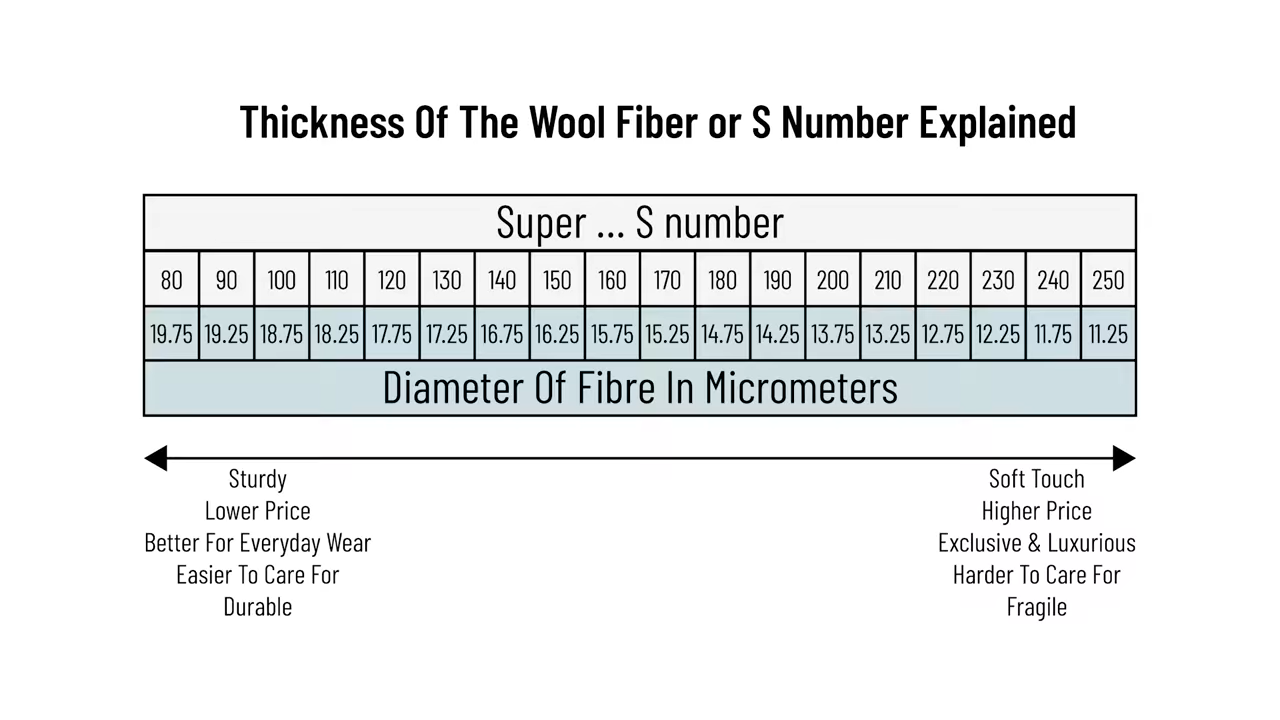 Thickness Of The Wool Fiber or S Number Explained
Super ... S number
80 90 100 110 120 130 140 150 160 170 180 190 200 210 220 230 240 250
19.75 19.25 18.75 18.25 17.75 17.25 16.75 16.25 15.75 15.25 14.75 14.25 13.75 13.25 12.75 12.25 11.75 11.25
Diameter Of Fibre In Micrometers
Sturdy
Lower Price
Better For Everyday Wear
Easier To Care For
Durable
Soft Touch
Higher Price
Exclusive & Luxurious
Harder To Care For
Fragile